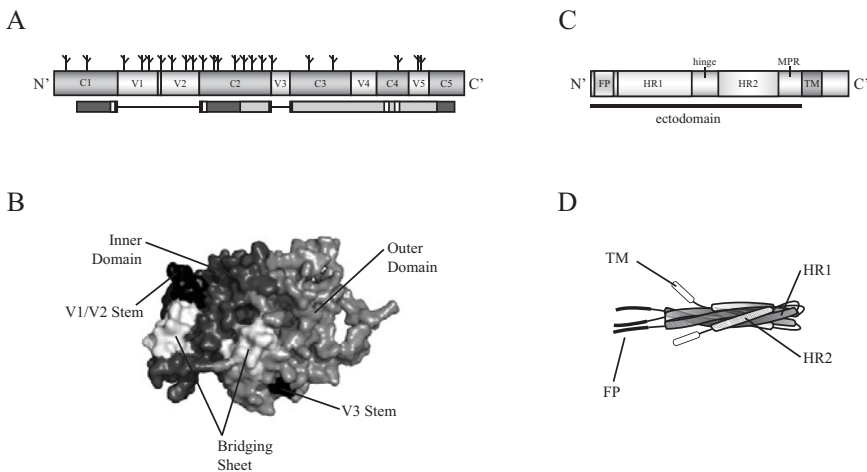 A
N' C1 V1 V2 C2 V3 C3 V4 C4 V5 C5 C'
B
Inner
Domain
V1/V2 Stem
Outer
Domain
V3 Stem
Bridging
Sheet
C
hinge MPR
N' FP HR1 HR2 TM C'
ectodomain
D
TM
HR1
HR2
FP